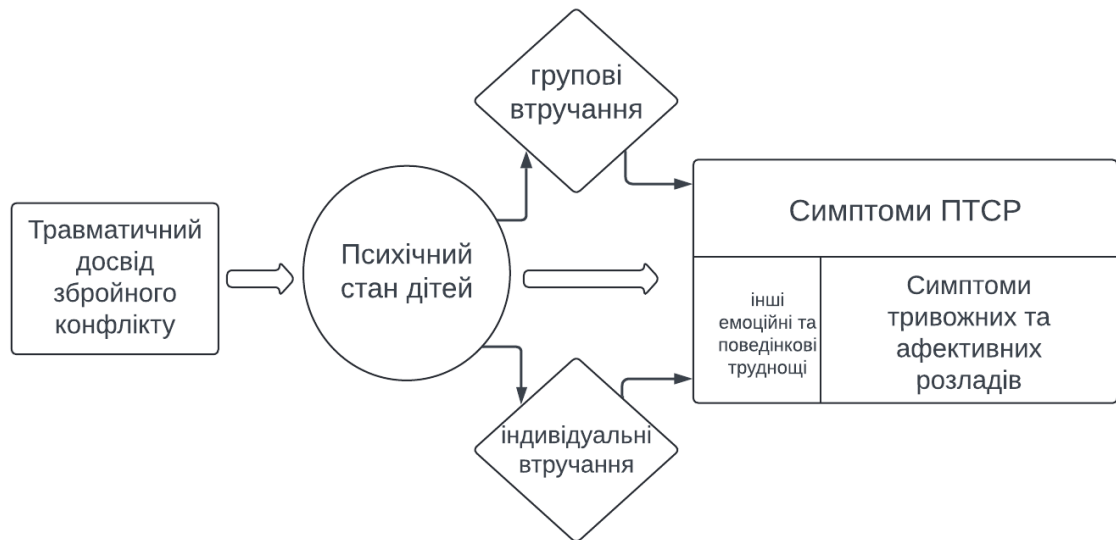 Травматичний
досвід
збройного
конфлікту
Психічний
стан дітей
групові
втручання
індивідуальні
втручання
Симптоми ПТСР
інші
емоційні та
поведінкові
труднощі
Симптоми
тривожних та
афективних
розладів